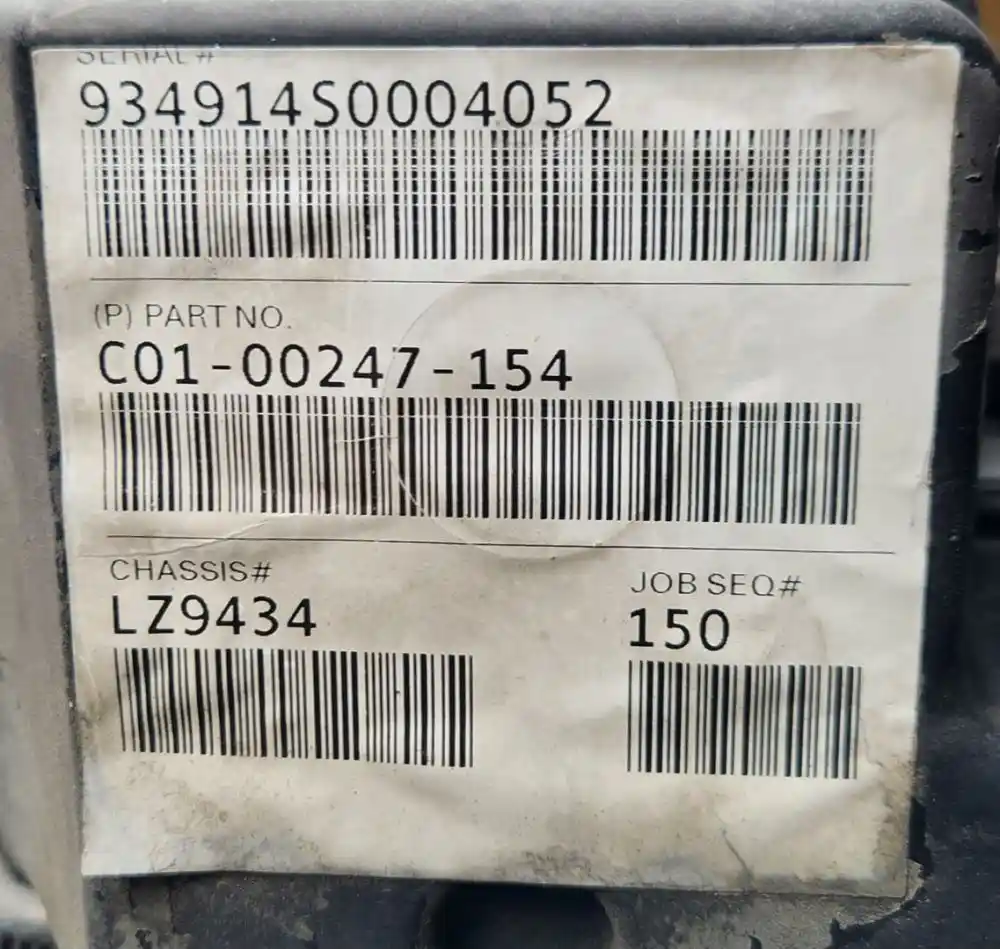 SERIAL#
934914S0004052
(P) PART NO.
C01-00247-154
CHASSIS#
LZ9434
JOB SEQ#
150